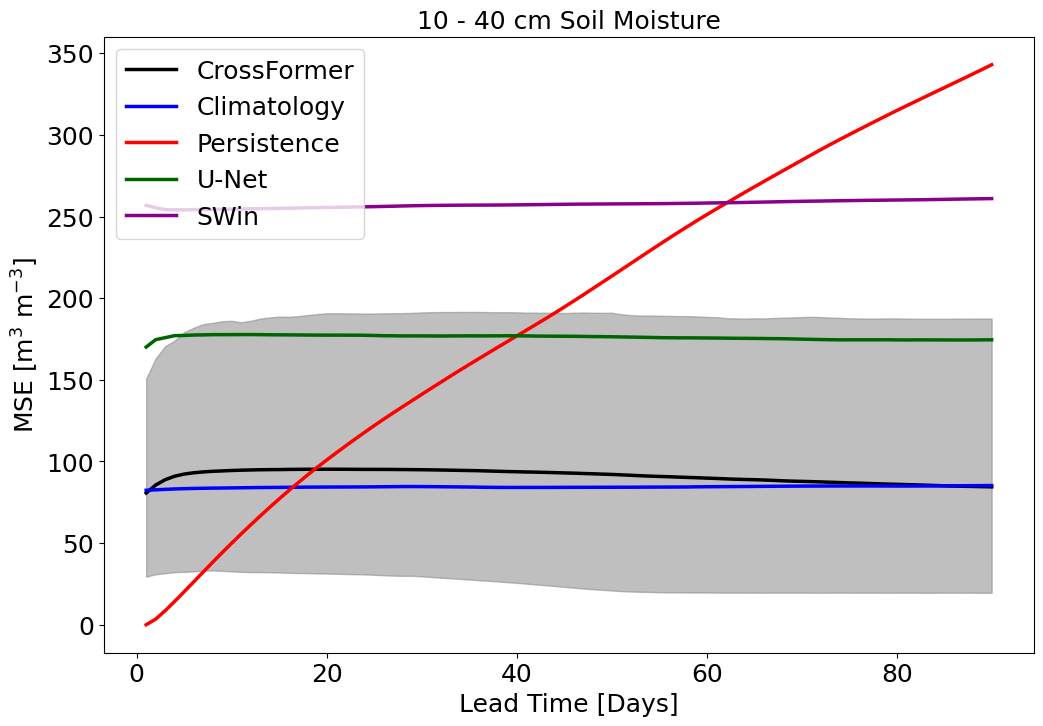 10 - 40 cm Soil Moisture
350
300
250
200
150
100
50
0
MSE [m³ m⁻³]
CrossFormer
Climatology
Persistence
U-Net
SWin
0 20 40 60 80
Lead Time [Days]